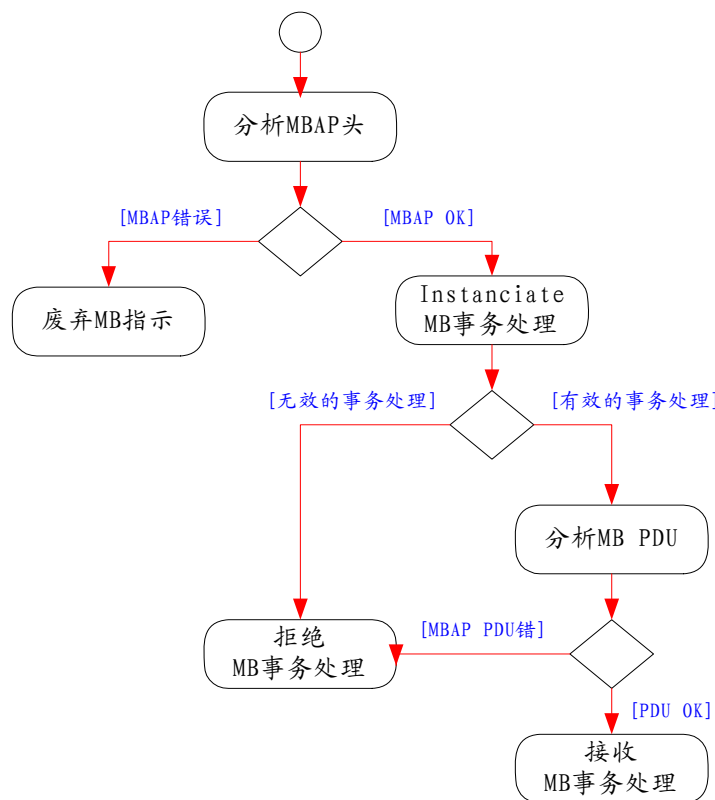 分析MBAP头
[MBAP错误]
[MBAP OK]
废弃MB指示
Instanciate
MB事务处理
[无效的事务处理]
[有效的事务处理]
分析MB PDU
拒绝
MB事务处理
[MBAP PDU错]
[PDU OK]
接收
MB事务处理